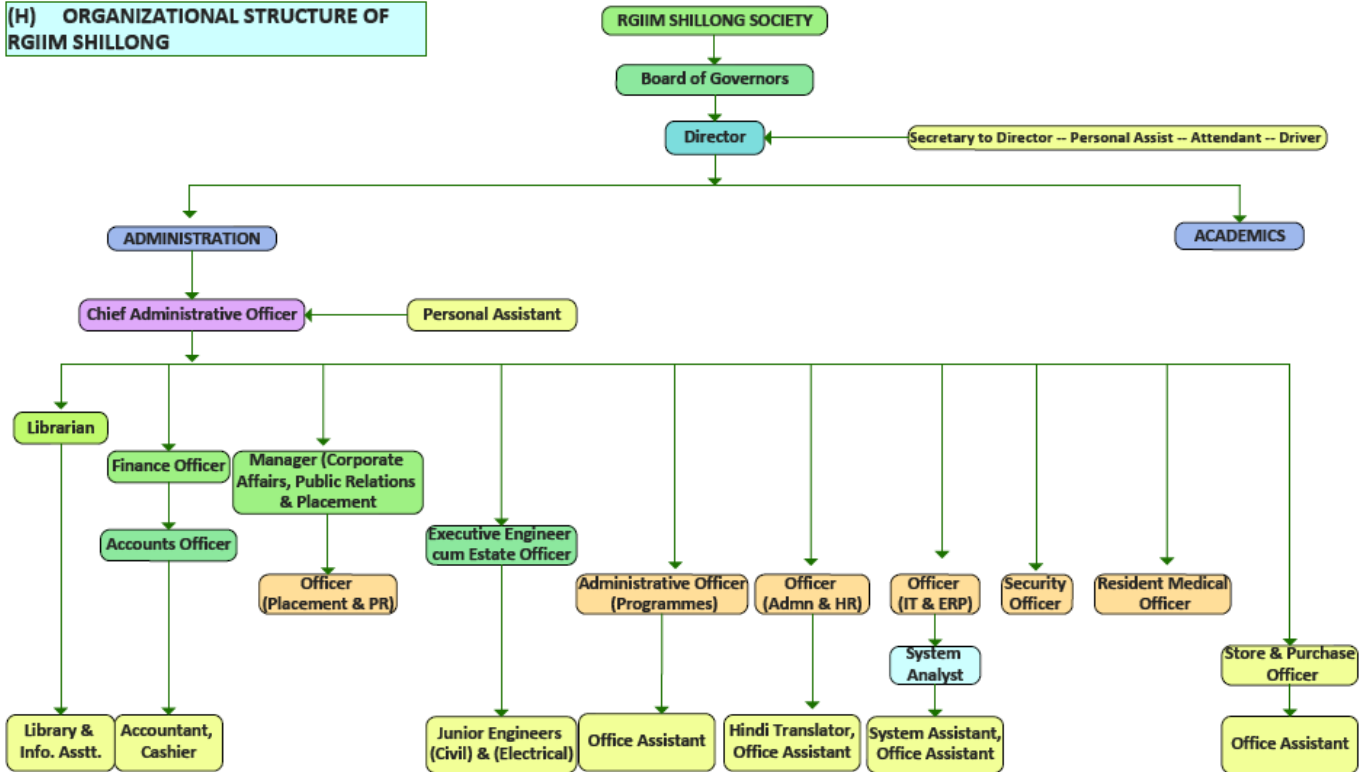 (H) ORGANIZATIONAL STRUCTURE OF
RGIIM SHILLONG
RGIIM SHILLONG SOCIETY
Board of Governors
Director
Secretary to Director -- Personal Assist -- Attendant -- Driver
ADMINISTRATION
ACADEMICS
Chief Administrative Officer
Personal Assistant
Librarian
Finance Officer
Manager (Corporate
Affairs, Public Relations
& Placement
Accounts Officer
Executive Engineer
cum Estate Officer
Officer
(Placement & PR)
Administrative Officer
(Programmes)
Officer
(Admn & HR)
Officer
(IT & ERP)
Security
Officer
Resident Medical
Officer
System
Analyst
Store & Purchase
Officer
Library &
Info. Asstt.
Accountant,
Cashier
Junior Engineers
(Civil) & (Electrical)
Office Assistant
Hindi Translator,
Office Assistant
System Assistant,
Office Assistant
Office Assistant